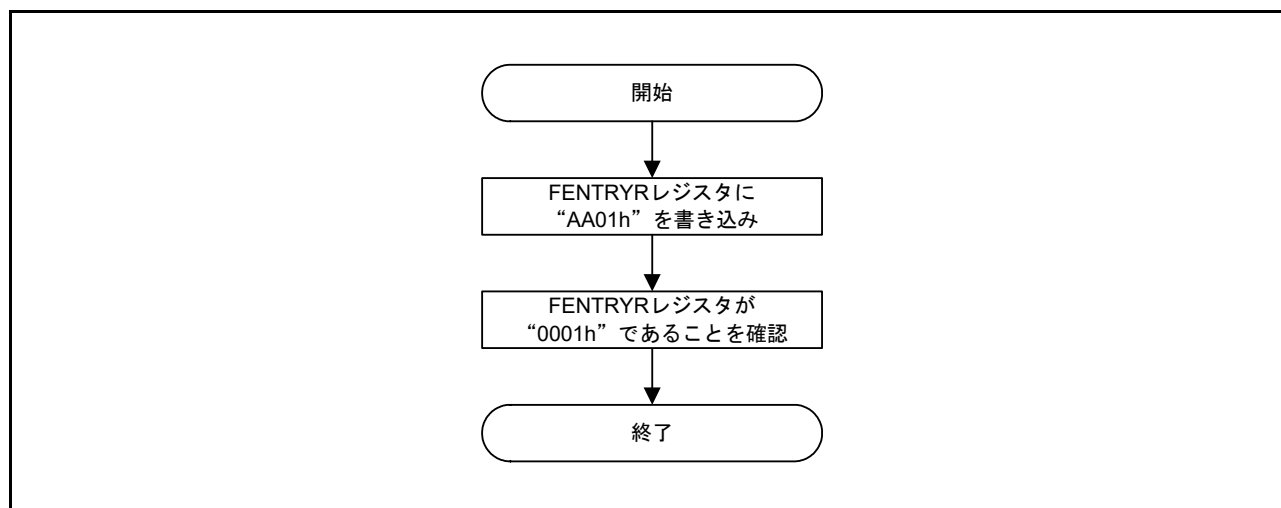 開始
FENTRYRレジスタに
“AA01h”を書き込み
FENTRYRレジスタが
“0001h”であることを確認
終了